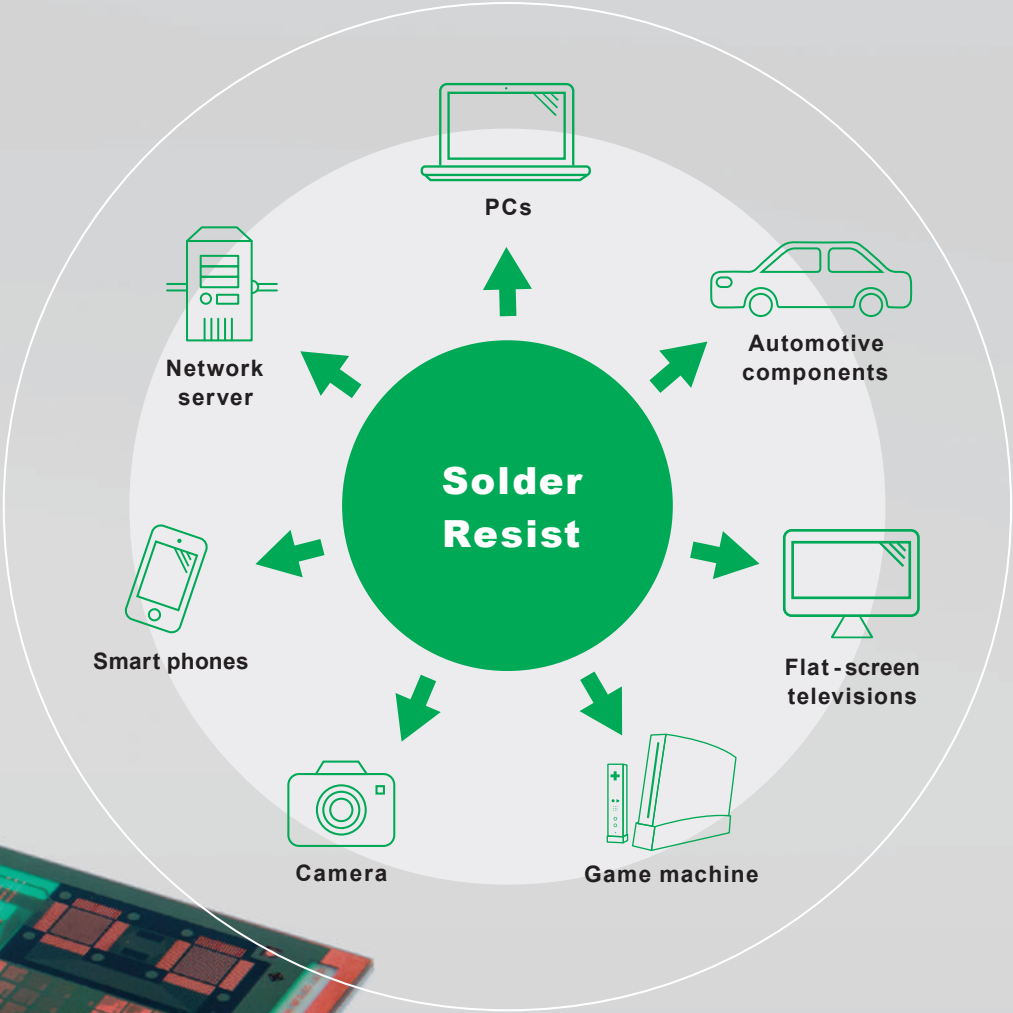 PCs
Automotive
components
Network
server
Solder
Resist
Smart phones
Flat-screen
televisions
Camera
Game machine